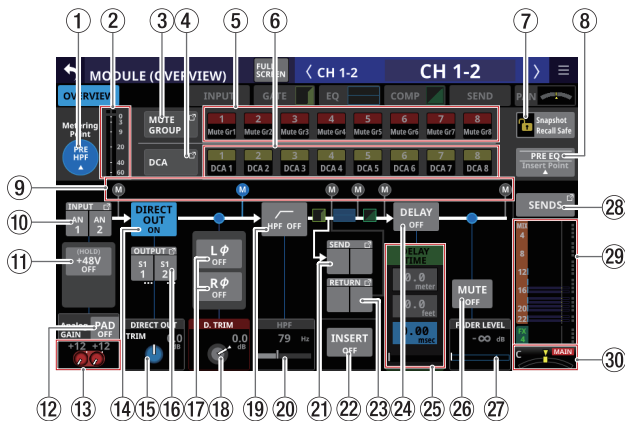 1 2 3 4 5 6 7 8
MODULE (OVERVIEW)
FULL SCREEN
CH 1-2
CH 1-2
OVERVIEW
INPUT GATE EQ COMP SEND PAN
Metering Point
PRE HPF
0
3
9
20
40
60
MUTE GROUP
1 2 3 4 5 6 7 8
Mute Gr1 Mute Gr2 Mute Gr3 Mute Gr4 Mute Gr5 Mute Gr6 Mute Gr7 Mute Gr8
DCA
1 2 3 4 5 6 7 8
DCA 1 DCA 2 DCA 3 DCA 4 DCA 5 DCA 6 DCA 7 DCA 8
Snapshot Recall Safe
PRE EQ
Insert Point
9
M M M M M M
10
INPUT
AN 1
AN 2
DIRECT OUT
ON
HPF OFF
DELAY
OFF
SENDS
28
11
(HOLD)
+48V
OFF
OUTPUT
S1 1
S1 2
LΦ
OFF
RΦ
OFF
SEND
RETURN
INSERT
OFF
DELAY TIME
0.0
meter
0.0
feet
0.00
msec
MUTE
OFF
MIX
4
8
12
16
20
22
FX
4
29
Analog GAIN
PAD
OFF
+12 +12
DIRECT OUT
TRIM
0.0
dB
D. TRIM
0.0
dB
HPF
79 Hz
FADER LEVEL
-∞ dB
C
MAIN
30
12 13 14 15 16 17 18 19 20 21 22 23 24 25 26 27